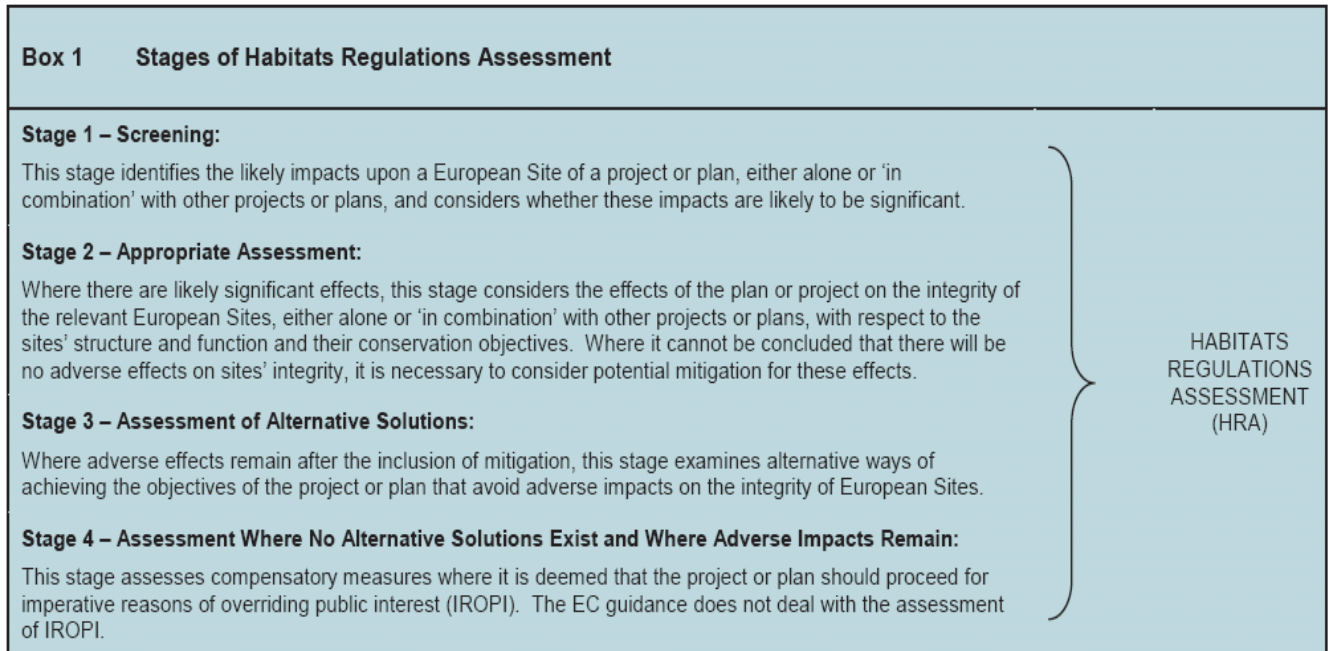 Box 1 Stages of Habitats Regulations Assessment
Stage 1 – Screening:
This stage identifies the likely impacts upon a European Site of a project or plan, either alone or ‘in
combination’ with other projects or plans, and considers whether these impacts are likely to be significant.
Stage 2 – Appropriate Assessment:
Where there are likely significant effects, this stage considers the effects of the plan or project on the integrity of
the relevant European Sites, either alone or ‘in combination’ with other projects or plans, with respect to the
sites’ structure and function and their conservation objectives. Where it cannot be concluded that there will be
no adverse effects on sites’ integrity, it is necessary to consider potential mitigation for these effects.
Stage 3 – Assessment of Alternative Solutions:
Where adverse effects remain after the inclusion of mitigation, this stage examines alternative ways of
achieving the objectives of the project or plan that avoid adverse impacts on the integrity of European Sites.
Stage 4 – Assessment Where No Alternative Solutions Exist and Where Adverse Impacts Remain:
This stage assesses compensatory measures where it is deemed that the project or plan should proceed for
imperative reasons of overriding public interest (IROPI). The EC guidance does not deal with the assessment
of IROPI.
HABITATS
REGULATIONS
ASSESSMENT
(HRA)